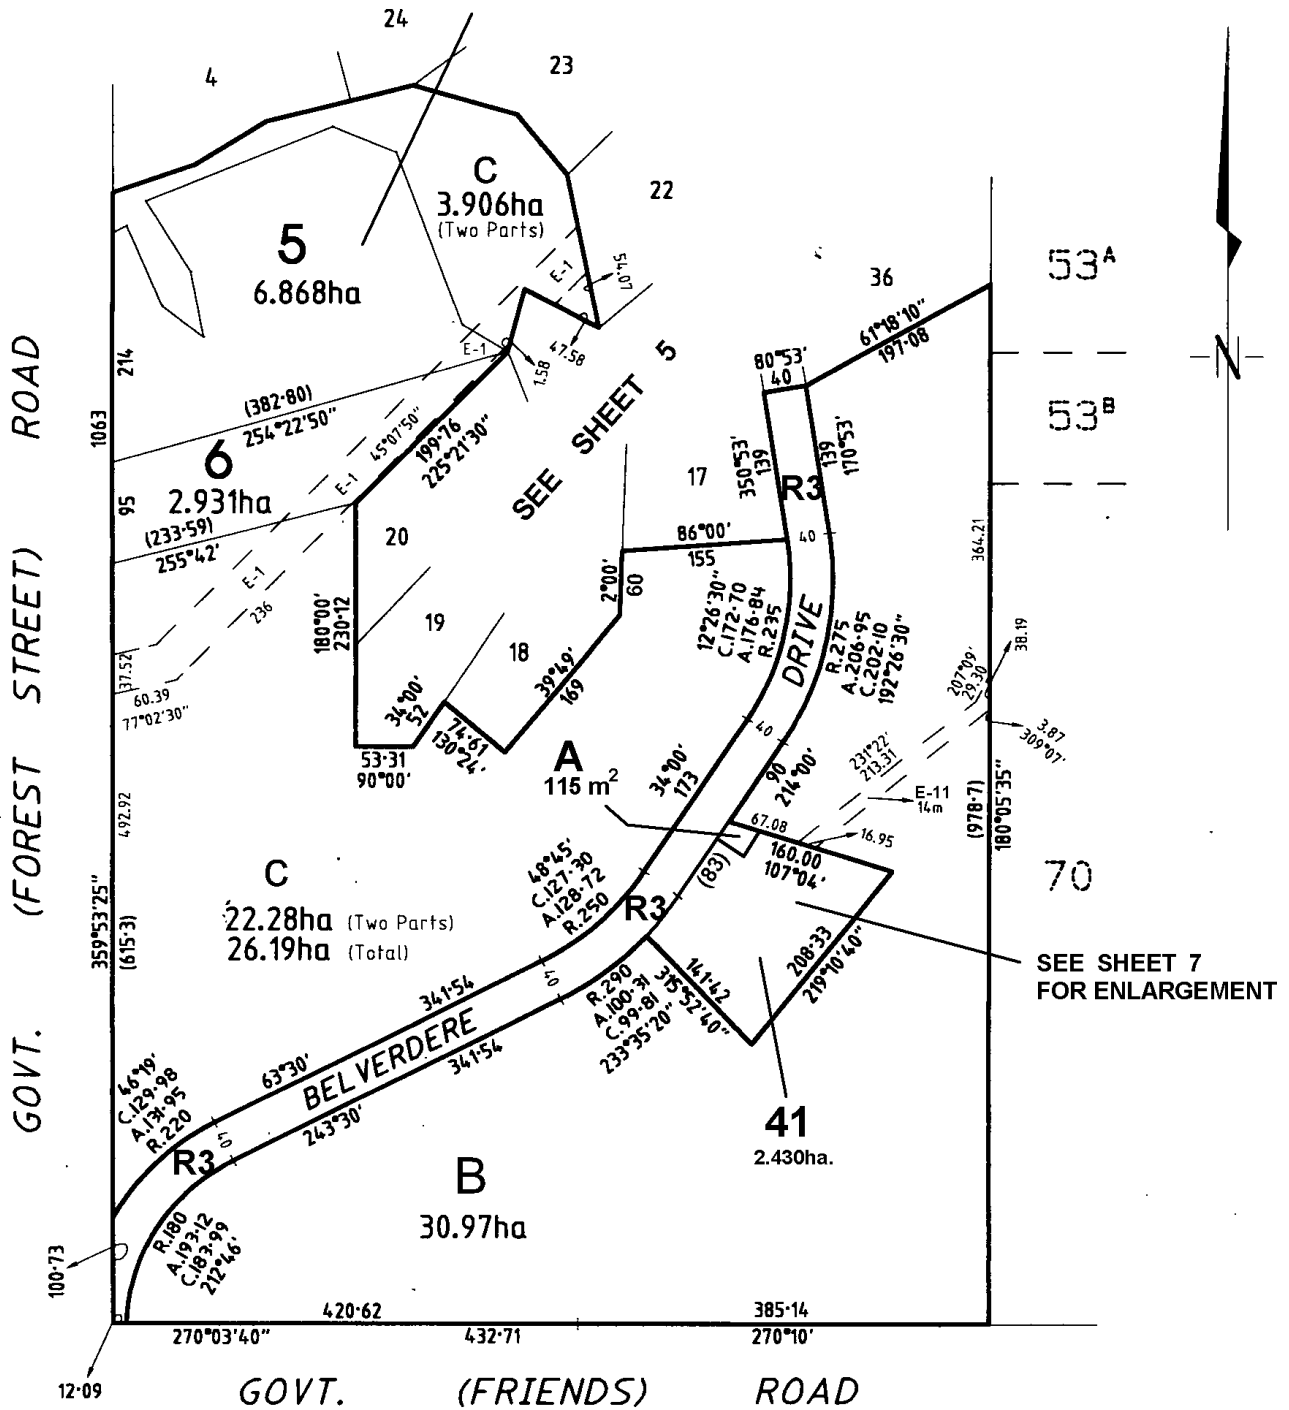 24
4
23
C
3.906ha
(Two Parts)
22
5
6.868ha
E-1
54.07
36
53A
61°18'10"
197·08
80°53'
40
47.58
1.58
E-1
214
(382·80)
254°22'50"
45°07'50"
199·76
225°21'30"
SEE SHEET 5
53B
1063
6
2.931ha
E-1
350°53'
139
139
170°53'
R3
17
95
(233·59)
255°42'
20
86°00'
155
40
364.21
E-1
236
180°00'
230·12
2°00'
60
12°26'30"
C.172·70
A.176·84
R.235
DRIVE
R.275
A.206·95
C.202·10
192°26'30"
19
18
39°49'
169
38.19
207°09'
29.30
37.52
60.39
77°02'30"
34°00'
52
74·61
130°24'
53·31
90°00'
40
3.87
309°07'
A
115 m2
34°00'
173
90
214°00'
231°22'
213.31
E-11
14m
(978·7)
180°05'35"
492.92
67.08
16.95
160.00
107°04'
(83)
70
C
22.28ha (Two Parts)
26.19ha (Total)
48°45'
C.127·30
A.128·72
R.250
R3
359°53'25"
(615·3)
SEE SHEET 7
FOR ENLARGEMENT
208·33
219°10'40"
141·42
315°52'40"
40
R.290
A.100·31
C.99·81
233°35'20"
341·54
63°30'
BELVERDERE
341·54
243°30'
46°19'
C.129·98
A.131·95
R.220
40
R3
41
2.430ha.
B
30.97ha
R.180
A.193·12
C.183·99
212°46'
100·73
420·62
385·14
270°03'40"
432·71
270°10'
12·09
GOVT. (FOREST STREET) ROAD
GOVT. (FRIENDS) ROAD
N